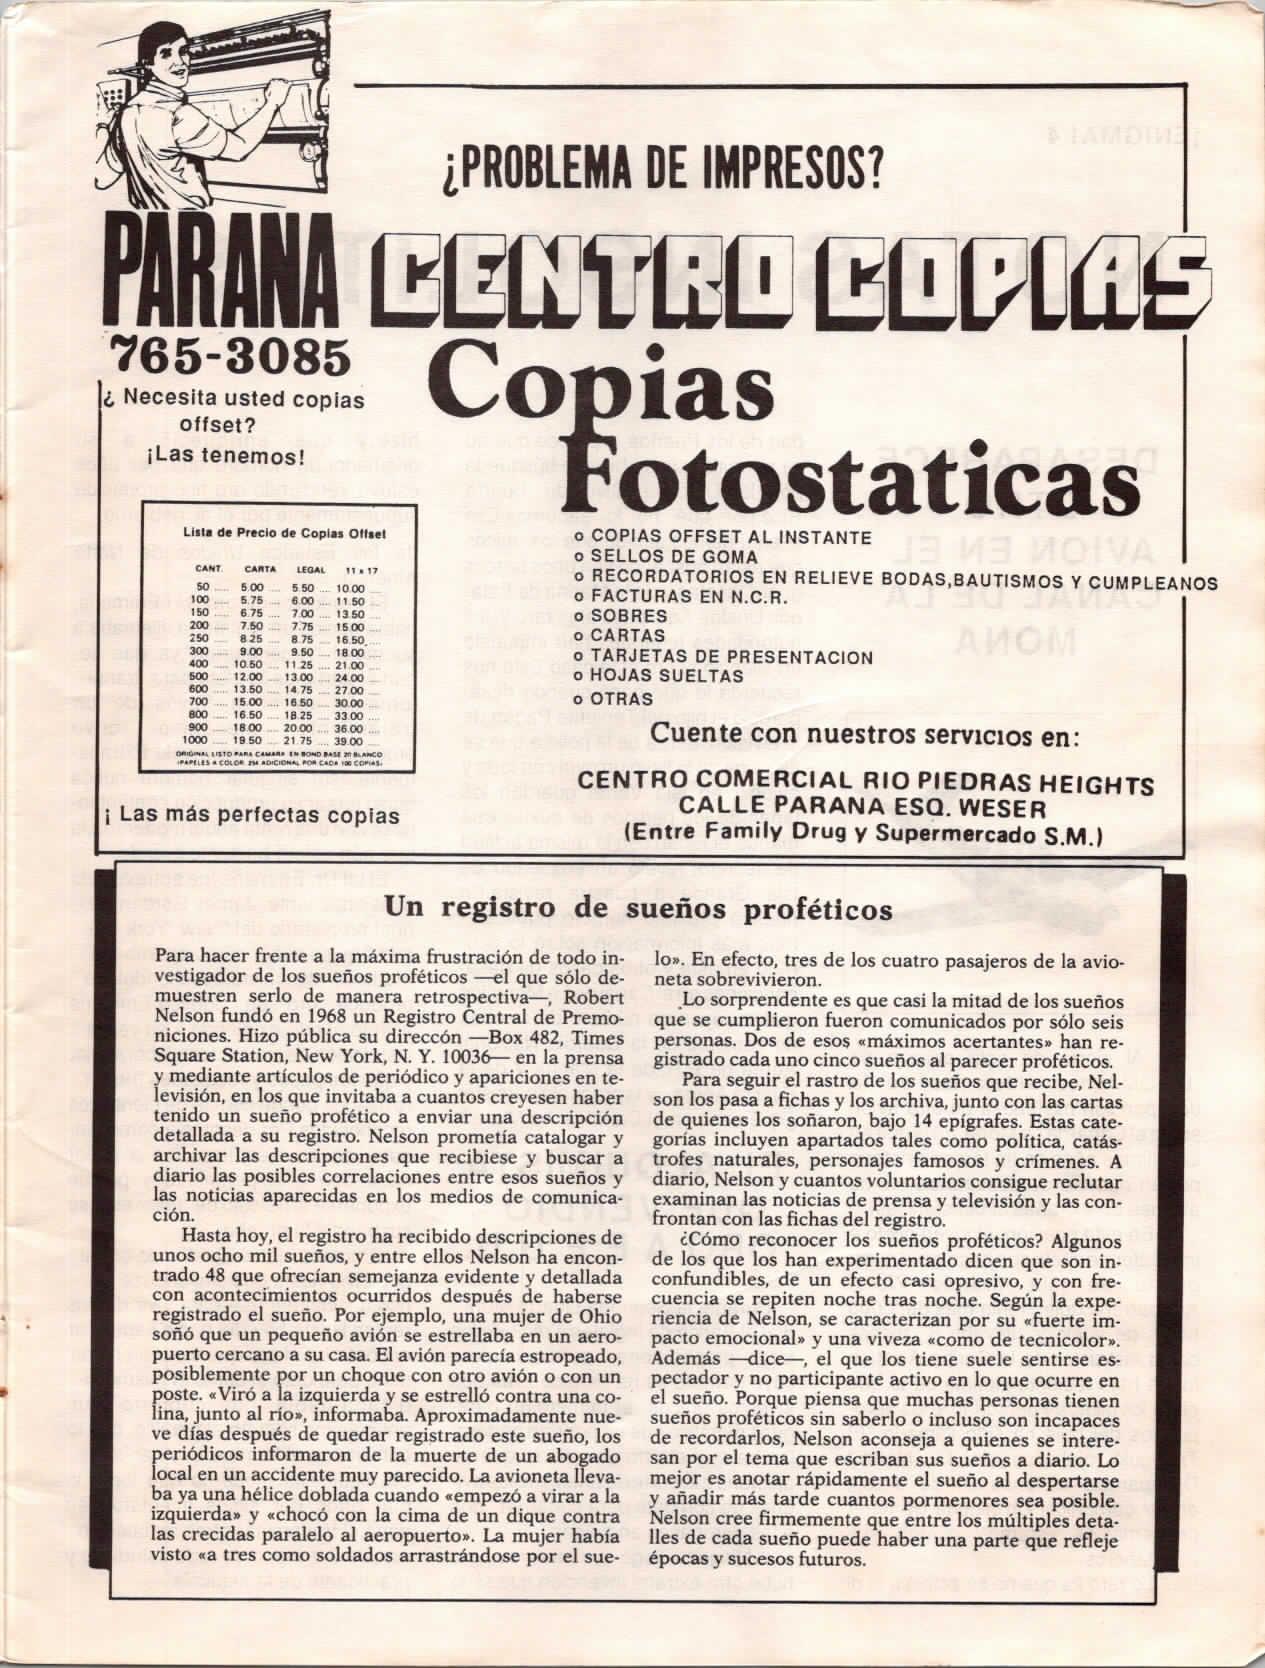 ¿PROBLEMA DE IMPRESOS?
PARANA
CENTRO COPIAS
765-3085
Copias
Fotostaticas
¿ Necesita usted copias
offset?
¡Las tenemos!
Lista de Precio de Copias Offset
CANT. CARTA LEGAL 11 x 17
50 ..... 5.00 .... 5.50 .... 10.00 ....
100 ..... 5.75 .... 6.00 .... 11.50 ....
150 ..... 6.75 .... 7.00 .... 13.50 ....
200 ..... 7.50 .... 7.75 .... 15.00 ....
250 ..... 8.25 .... 8.75 .... 16.50 ....
300 ..... 9.00 .... 9.50 .... 18.00 ....
400 ..... 10.50 .... 11.25 .... 21.00 ....
500 ..... 12.00 .... 13.00 .... 24.00 ....
600 ..... 13.50 .... 14.75 .... 27.00 ....
700 ..... 15.00 .... 16.50 .... 30.00 ....
800 ..... 16.50 .... 18.25 .... 33.00 ....
900 ..... 18.00 .... 20.00 .... 36.00 ....
1000 ..... 19.50 .... 21.75 .... 39.00 ....
ORIGINAL LISTO PARA CAMARA EN BOND BASE 20 BLANCO
(PAPELES A COLOR: 254 ADICIONAL POR CADA 100 COPIAS)
¡ Las más perfectas copias
o COPIAS OFFSET AL INSTANTE
o SELLOS DE GOMA
o RECORDATORIOS EN RELIEVE BODAS,BAUTISMOS Y CUMPLEANOS
o FACTURAS EN N.C.R.
o SOBRES
o CARTAS
o TARJETAS DE PRESENTACION
o HOJAS SUELTAS
o OTRAS
Cuente con nuestros servicios en:
CENTRO COMERCIAL RIO PIEDRAS HEIGHTS
CALLE PARANA ESQ. WESER
(Entre Family Drug y Supermercado S.M.)
Un registro de sueños proféticos
Para hacer frente a la máxima frustración de todo in-
vestigador de los sueños proféticos —el que sólo de-
muestren serlo de manera retrospectiva—, Robert
Nelson fundó en 1968 un Registro Central de Premo-
niciones. Hizo pública su direccón —Box 482, Times
Square Station, New York, N. Y. 10036— en la prensa
y mediante artículos de periódico y apariciones en te-
levisión, en los que invitaba a cuantos creyesen haber
tenido un sueño profético a enviar una descripción
detallada a su registro. Nelson prometía catalogar y
archivar las descripciones que recibiese y buscar a
diario las posibles correlaciones entre esos sueños y
las noticias aparecidas en los medios de comunica-
ción.
Hasta hoy, el registro ha recibido descripciones de
unos ocho mil sueños, y entre ellos Nelson ha encon-
trado 48 que ofrecían semejanza evidente y detallada
con acontecimientos ocurridos después de haberse
registrado el sueño. Por ejemplo, una mujer de Ohio
soñó que un pequeño avión se estrellaba en un aero-
puerto cercano a su casa. El avión parecía estropeado,
posiblemente por un choque con otro avión o con un
poste. «Viró a la izquierda y se estrelló contra una co-
lina, junto al río», informaba. Aproximadamente nue-
ve días después de quedar registrado este sueño, los
periódicos informaron de la muerte de un abogado
local en un accidente muy parecido. La avioneta lleva-
ba ya una hélice doblada cuando «empezó a virar a la
izquierda» y «chocó con la cima de un dique contra
las crecidas paralelo al aeropuerto». La mujer había
visto «a tres como soldados arrastrándose por el sue-
lo». En efecto, tres de los cuatro pasajeros de la avio-
neta sobrevivieron.
Lo sorprendente es que casi la mitad de los sueños
que se cumplieron fueron comunicados por sólo seis
personas. Dos de esos «máximos acertantes» han re-
gistrado cada uno cinco sueños al parecer proféticos.
Para seguir el rastro de los sueños que recibe, Nel-
son los pasa a fichas y los archiva, junto con las cartas
de quienes los soñaron, bajo 14 epígrafes. Estas cate-
gorías incluyen apartados tales como política, catás-
trofes naturales, personajes famosos y crímenes. A
diario, Nelson y cuantos voluntarios consigue reclutar
examinan las noticias de prensa y televisión y las con-
frontan con las fichas del registro.
¿Cómo reconocer los sueños proféticos? Algunos
de los que los han experimentado dicen que son in-
confundibles, de un efecto casi opresivo, y con fre-
cuencia se repiten noche tras noche. Según la expe-
riencia de Nelson, se caracterizan por su «fuerte im-
pacto emocional» y una viveza «como de tecnicolor».
Además —dice—, el que los tiene suele sentirse es-
pectador y no participante activo en lo que ocurre en
el sueño. Porque piensa que muchas personas tienen
sueños proféticos sin saberlo o incluso son incapaces
de recordarlos, Nelson aconseja a quienes se intere-
san por el tema que escriban sus sueños a diario. Lo
mejor es anotar rápidamente el sueño al despertarse
y añadir más tarde cuantos pormenores sea posible.
Nelson cree firmemente que entre los múltiples deta-
lles de cada sueño puede haber una parte que refleje
épocas y sucesos futuros.